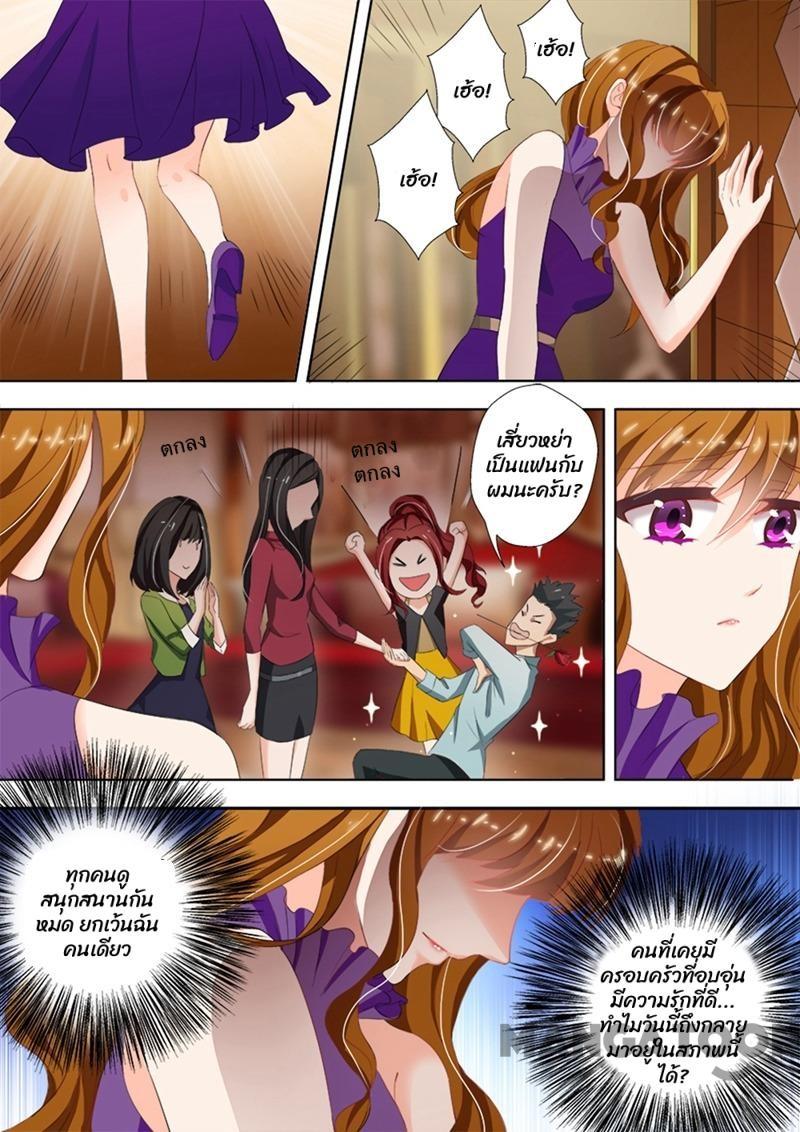 เฮ้อ!
เฮ้อ!
เฮ้อ!
ตกลง
ตกลง
ตกลง
เสี่ยวหย่า
เป็นแฟนกับ
ผมนะครับ?
ทุกคนดู
สนุกสนานกัน
หมด ยกเว้นฉัน
คนเดียว
คนที่เคยมี
ครอบครัวที่อบอุ่น
มีความรักที่ดี...
ทำไมวันนี้ถึงกลาย
มาอยู่ในสภาพนี้
ได้?